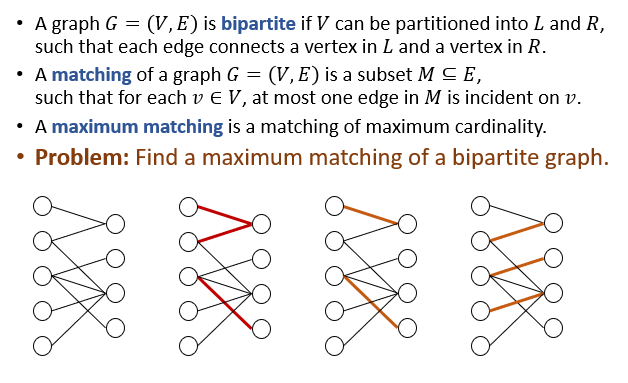 • A graph G = (V, E) is bipartite if V can be partitioned into L and R,
such that each edge connects a vertex in L and a vertex in R.
• A matching of a graph G = (V, E) is a subset M ⊆ E,
such that for each v ∈ V, at most one edge in M is incident on v.
• A maximum matching is a matching of maximum cardinality.
• Problem: Find a maximum matching of a bipartite graph.